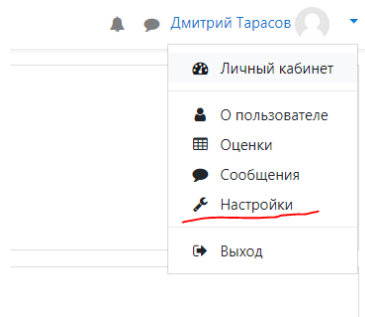 Дмитрий Тарасов
Личный кабинет
О пользователе
Оценки
Сообщения
Настройки
Выход